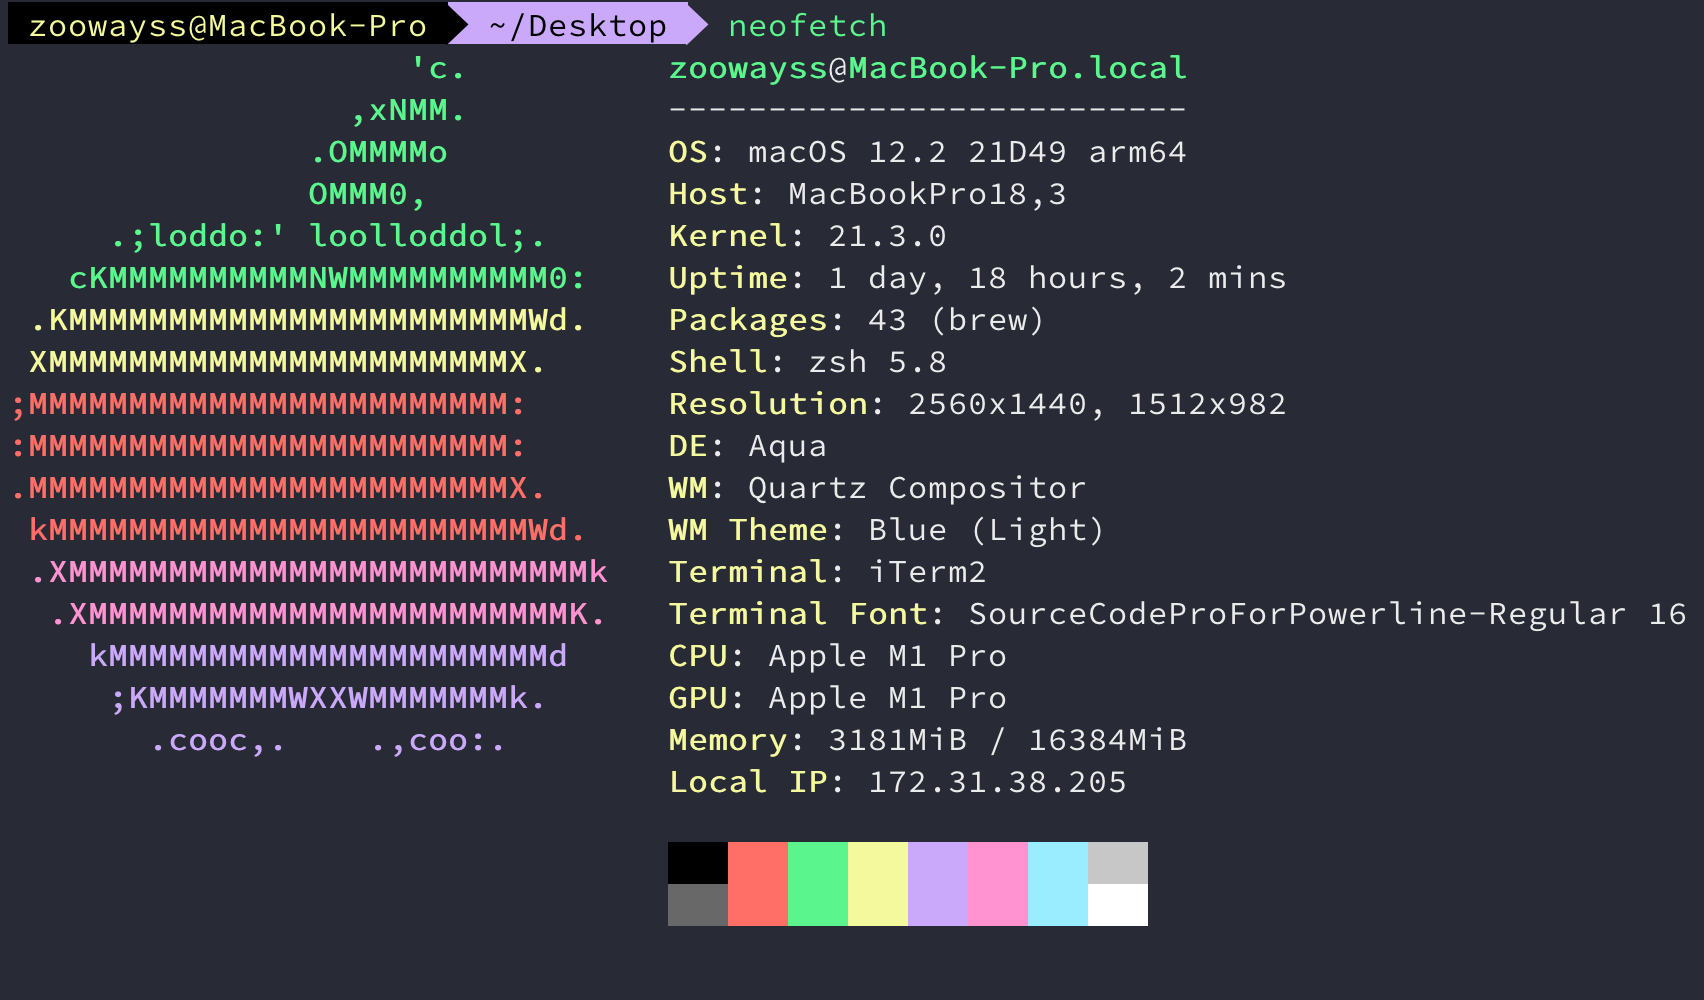 zoowayss@MacBook-Pro ~/Desktop neofetch
                    'c.          zoowayss@MacBook-Pro.local
                 ,xNMM.          --------------------------
               .OMMMMo           OS: macOS 12.2 21D49 arm64
               OMMM0,            Host: MacBookPro18,3
     .;loddo:' loolloddol;.      Kernel: 21.3.0
   cKMMMMMMMMMMNWMMMMMMMMMM0:    Uptime: 1 day, 18 hours, 2 mins
 .KMMMMMMMMMMMMMMMMMMMMMMMWd.    Packages: 43 (brew)
 XMMMMMMMMMMMMMMMMMMMMMMMX.      Shell: zsh 5.8
;MMMMMMMMMMMMMMMMMMMMMMMM:       Resolution: 2560x1440, 1512x982
:MMMMMMMMMMMMMMMMMMMMMMMM:       DE: Aqua
.MMMMMMMMMMMMMMMMMMMMMMMMX.      WM: Quartz Compositor
 kMMMMMMMMMMMMMMMMMMMMMMMMWd.    WM Theme: Blue (Light)
 .XMMMMMMMMMMMMMMMMMMMMMMMMMMk   Terminal: iTerm2
  .XMMMMMMMMMMMMMMMMMMMMMMMMK.   Terminal Font: SourceCodeProForPowerline-Regular 16
    kMMMMMMMMMMMMMMMMMMMMMMd     CPU: Apple M1 Pro
     ;KMMMMMMMWXXWMMMMMMMk.      GPU: Apple M1 Pro
       .cooc,.    .,coo:.        Memory: 3181MiB / 16384MiB
                                 Local IP: 172.31.38.205